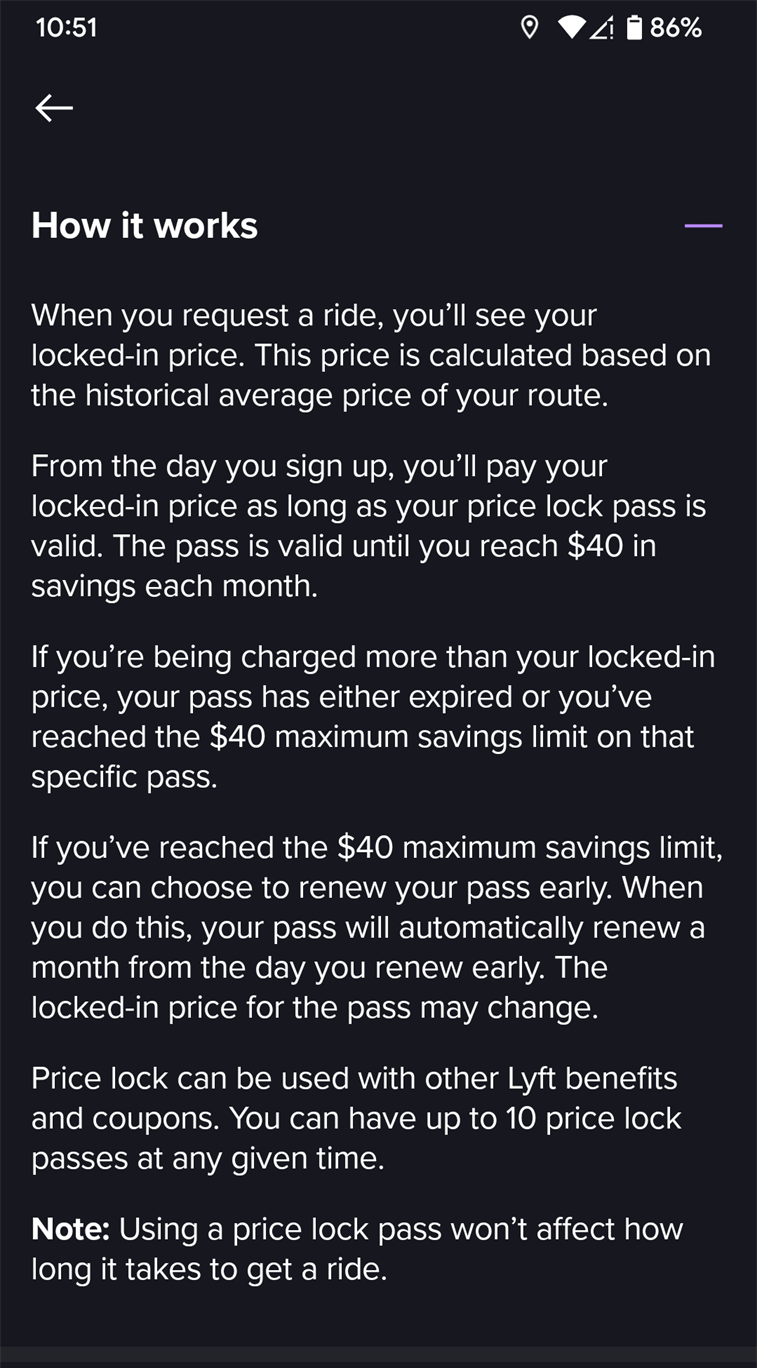 10:51
86%
How it works
When you request a ride, you’ll see your
locked-in price. This price is calculated based on
the historical average price of your route.
From the day you sign up, you’ll pay your
locked-in price as long as your price lock pass is
valid. The pass is valid until you reach $40 in
savings each month.
If you’re being charged more than your locked-in
price, your pass has either expired or you’ve
reached the $40 maximum savings limit on that
specific pass.
If you’ve reached the $40 maximum savings limit,
you can choose to renew your pass early. When
you do this, your pass will automatically renew a
month from the day you renew early. The
locked-in price for the pass may change.
Price lock can be used with other Lyft benefits
and coupons. You can have up to 10 price lock
passes at any given time.
Note: Using a price lock pass won’t affect how
long it takes to get a ride.